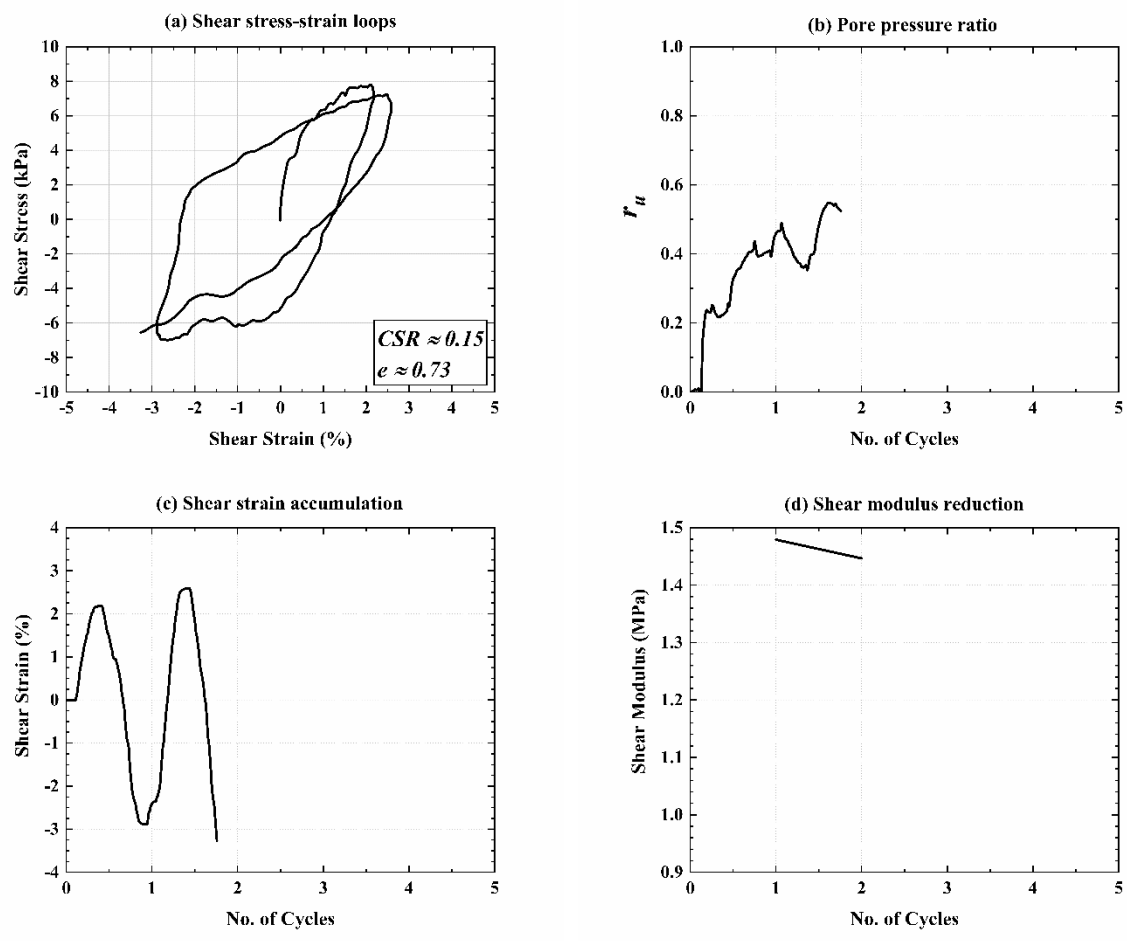 (a) Shear stress-strain loops
10
8
6
4
2
0
-2
-4
-6
-8
-10
Shear Stress (kPa)
CSR ≈ 0.15
e ≈ 0.73
-5 -4 -3 -2 -1 0 1 2 3 4 5
Shear Strain (%)
(b) Pore pressure ratio
1.0
0.8
0.6
0.4
0.2
0.0
r_u
0 1 2 3 4 5
No. of Cycles
(c) Shear strain accumulation
4
3
2
1
0
-1
-2
-3
-4
Shear Strain (%)
0 1 2 3 4 5
No. of Cycles
(d) Shear modulus reduction
1.5
1.4
1.3
1.2
1.1
1.0
0.9
Shear Modulus (MPa)
0 1 2 3 4 5
No. of Cycles